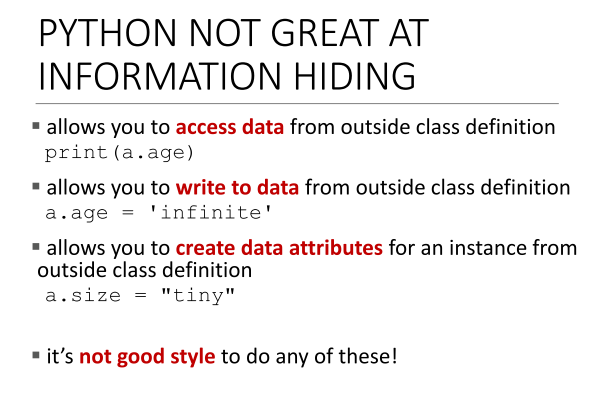 PYTHON NOT GREAT AT
INFORMATION HIDING
▪ allows you to access data from outside class definition
print(a.age)
▪ allows you to write to data from outside class definition
a.age = 'infinite'
▪ allows you to create data attributes for an instance from
outside class definition
a.size = "tiny"
▪ it’s not good style to do any of these!